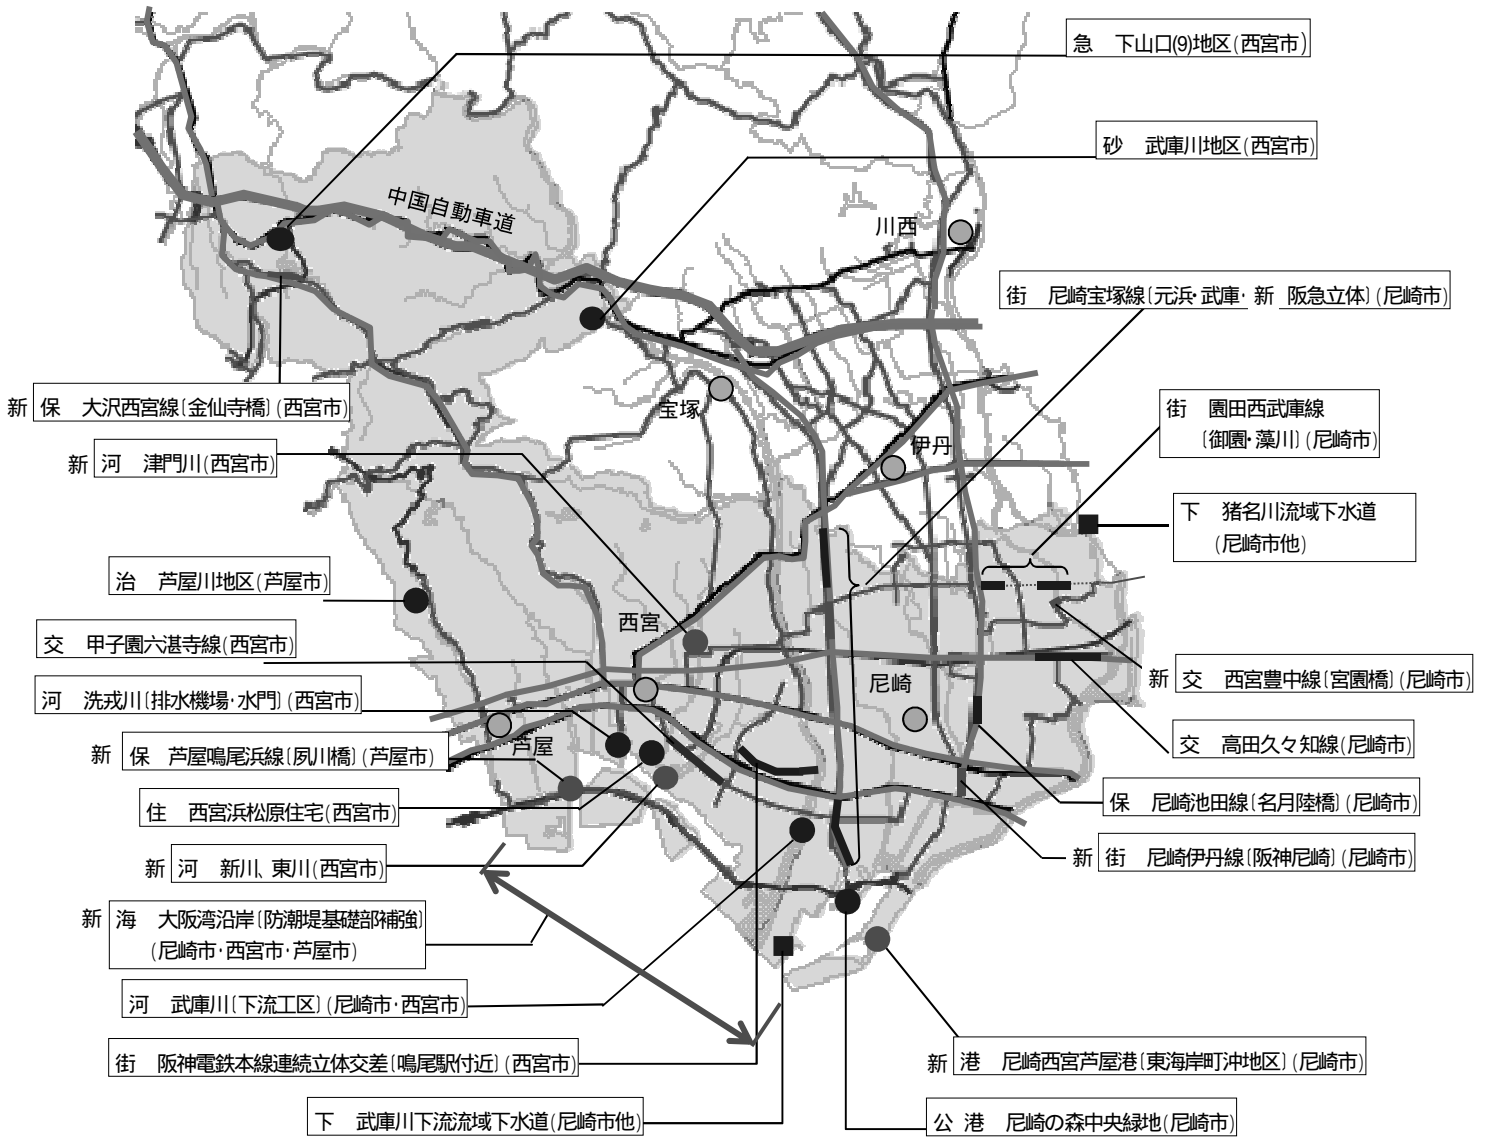 急 下山口(9)地区(西宮市)
砂 武庫川地区(西宮市)
中国自動車道
川西
街 尼崎宝塚線〔元浜・武庫・ 新 阪急立体〕(尼崎市)
宝塚
新 保 大沢西宮線〔金仙寺橋〕(西宮市)
街 園田西武庫線
〔御園・藻川〕(尼崎市)
新 河 津門川(西宮市)
伊丹
下 猪名川流域下水道
(尼崎市他)
治 芦屋川地区(芦屋市)
西宮
交 甲子園六湛寺線(西宮市)
新 交 西宮豊中線〔宮園橋〕(尼崎市)
尼崎
河 洗戎川〔排水機場・水門〕(西宮市)
交 高田久々知線(尼崎市)
新 保 芦屋鳴尾浜線〔夙川橋〕(芦屋市)
芦屋
保 尼崎池田線〔名月陸橋〕(尼崎市)
住 西宮浜松原住宅(西宮市)
新 街 尼崎伊丹線〔阪神尼崎〕(尼崎市)
新 河 新川、東川(西宮市)
新 海 大阪湾沿岸〔防潮堤基礎部補強〕
(尼崎市・西宮市・芦屋市)
河 武庫川〔下流工区〕(尼崎市・西宮市)
街 阪神電鉄本線連続立体交差〔鳴尾駅付近〕(西宮市)
新 港 尼崎西宮芦屋港〔東海岸町沖地区〕(尼崎市)
下 武庫川下流流域下水道(尼崎市他)
公 港 尼崎の森中央緑地(尼崎市)